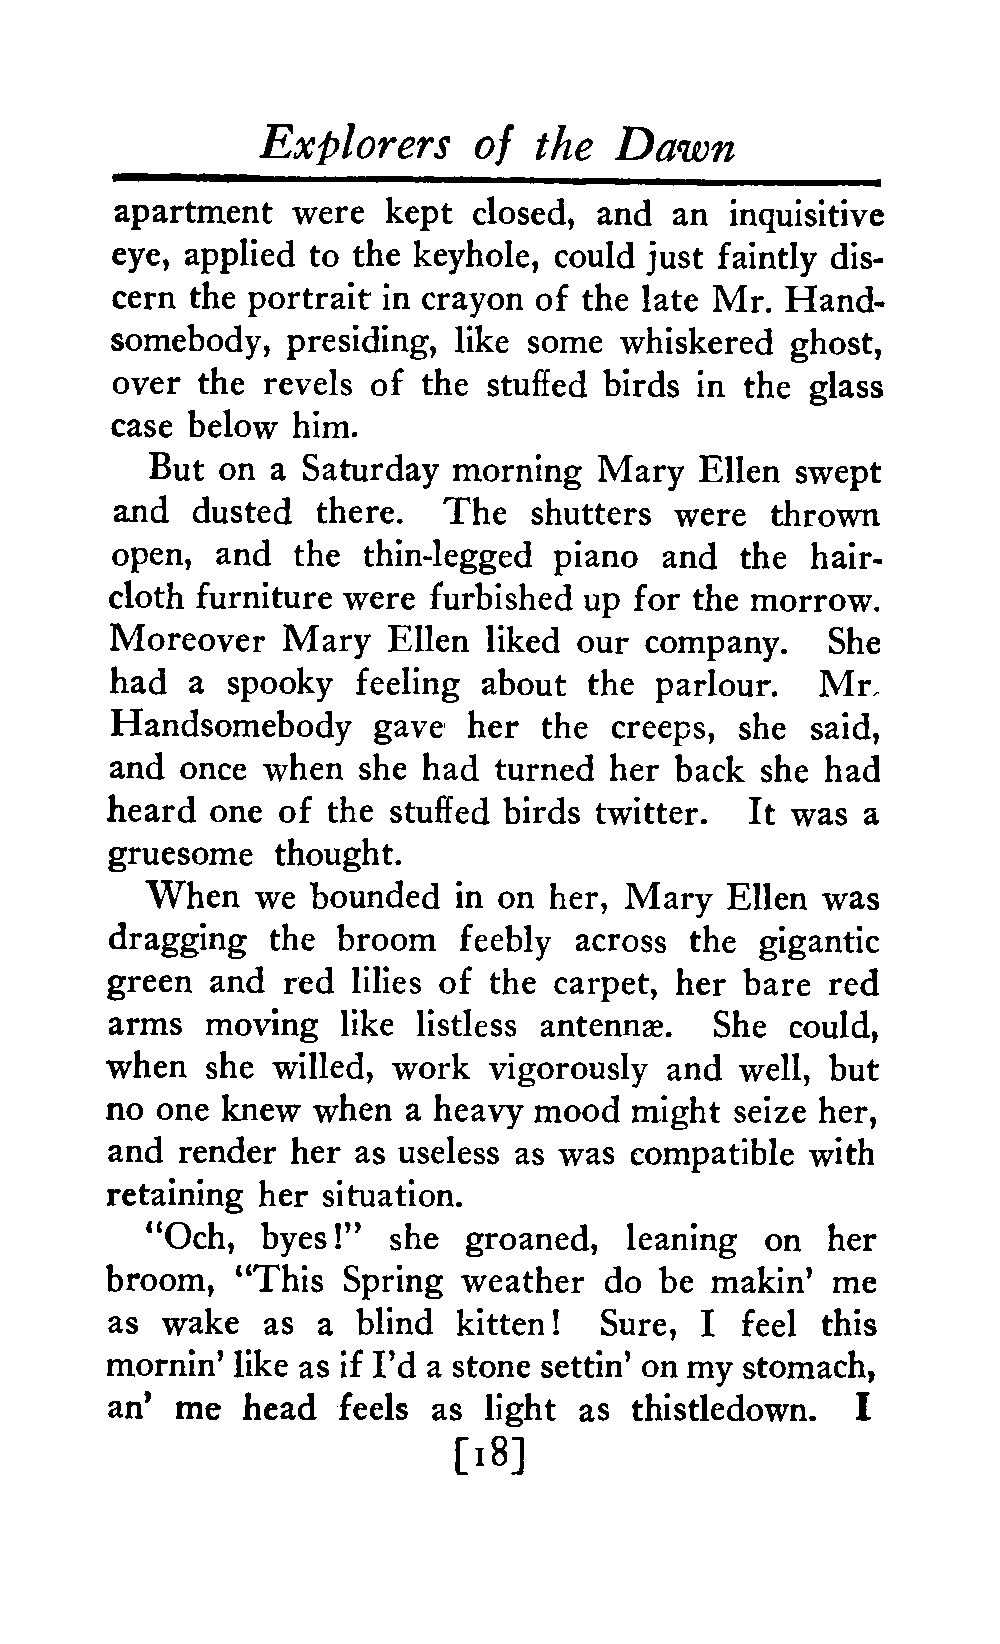 Explorers of the Dawn
apartment were kept closed, and an inquisitive
eye, applied to the keyhole, could just faintly dis-
cern the portrait in crayon of the late Mr. Hand-
somebody, presiding, like some whiskered ghost,
over the revels of the stuffed birds in the glass
case below him.
But on a Saturday morning Mary Ellen swept
and dusted there. The shutters were thrown
open, and the thin-legged piano and the hair-
cloth furniture were furbished up for the morrow.
Moreover Mary Ellen liked our company. She
had a spooky feeling about the parlour. Mr.
Handsomebody gave her the creeps, she said,
and once when she had turned her back she had
heard one of the stuffed birds twitter. It was a
gruesome thought.
When we bounded in on her, Mary Ellen was
dragging the broom feebly across the gigantic
green and red lilies of the carpet, her bare red
arms moving like listless antennæ. She could,
when she willed, work vigorously and well, but
no one knew when a heavy mood might seize her,
and render her as useless as was compatible with
retaining her situation.
"Och, byes!" she groaned, leaning on her
broom, "This Spring weather do be makin' me
as wake as a blind kitten! Sure, I feel this
mornin' like as if I'd a stone settin' on my stomach,
an' me head feels as light as thistledown. I
[18]